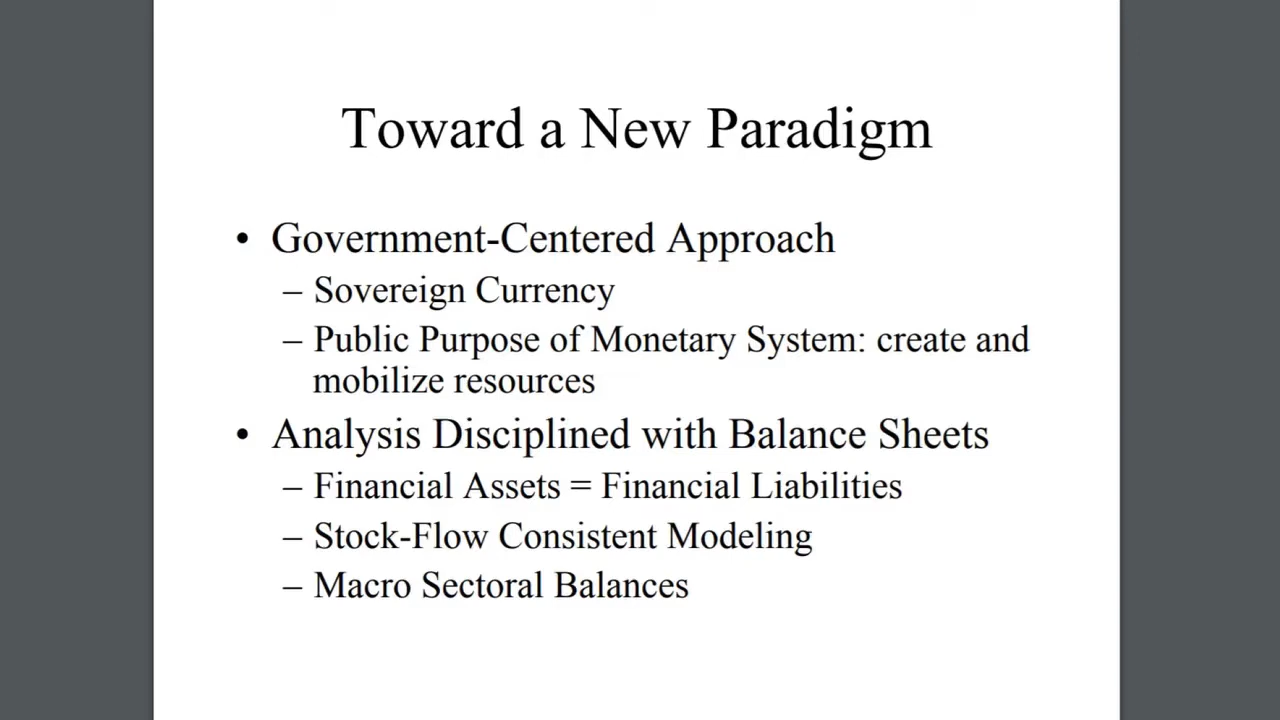 Toward a New Paradigm
• Government-Centered Approach
– Sovereign Currency
– Public Purpose of Monetary System: create and
mobilize resources
• Analysis Disciplined with Balance Sheets
– Financial Assets = Financial Liabilities
– Stock-Flow Consistent Modeling
– Macro Sectoral Balances